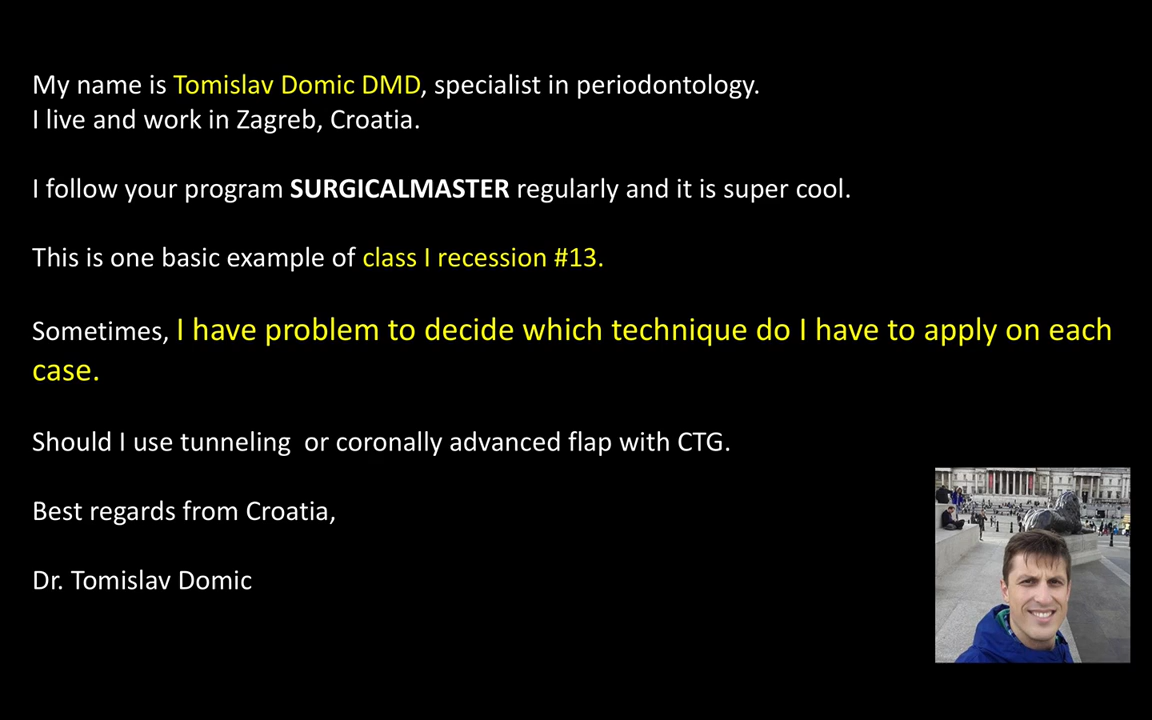 My name is Tomislav Domic DMD, specialist in periodontology.
I live and work in Zagreb, Croatia.
I follow your program SURGICALMASTER regularly and it is super cool.
This is one basic example of class I recession #13.
Sometimes, I have problem to decide which technique do I have to apply on each
case.
Should I use tunneling  or coronally advanced flap with CTG.
Best regards from Croatia,
Dr. Tomislav Domic